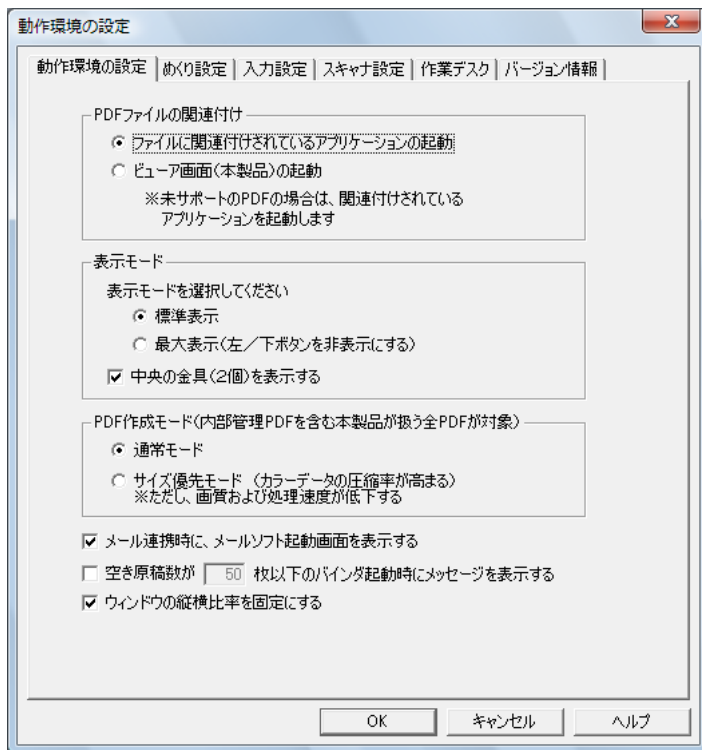 動作環境の設定
動作環境の設定 めくり設定 入力設定 スキャナ設定 作業デスク バージョン情報
PDFファイルの関連付け
ファイルに関連付けされているアプリケーションの起動
ビューア画面(本製品)の起動
※未サポートのPDFの場合は、関連付けされている
アプリケーションを起動します
表示モード
表示モードを選択してください
標準表示
最大表示(左/下ボタンを非表示にする)
中央の金具(2個)を表示する
PDF作成モード(内部管理PDFを含む本製品が扱う全PDFが対象)
通常モード
サイズ優先モード (カラーデータの圧縮率が高まる)
※ただし、画質および処理速度が低下する
メール連携時に、メールソフト起動画面を表示する
空き原稿数が 50 枚以下のバインダ起動時にメッセージを表示する
ウィンドウの縦横比率を固定にする
OK キャンセル ヘルプ